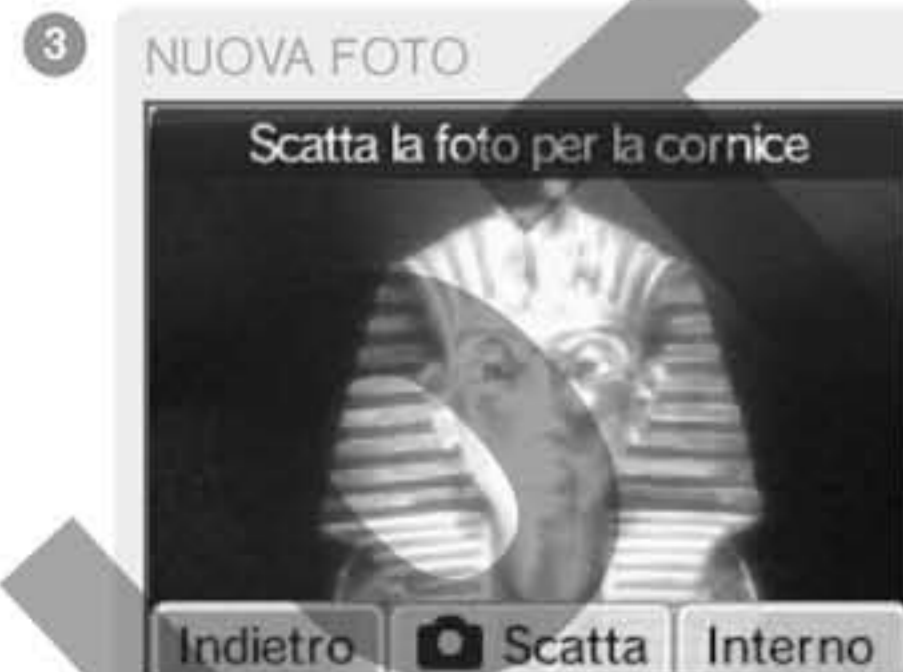 3
NUOVA FOTO
Scatta la foto per la cornice
Indietro Scatta Interno